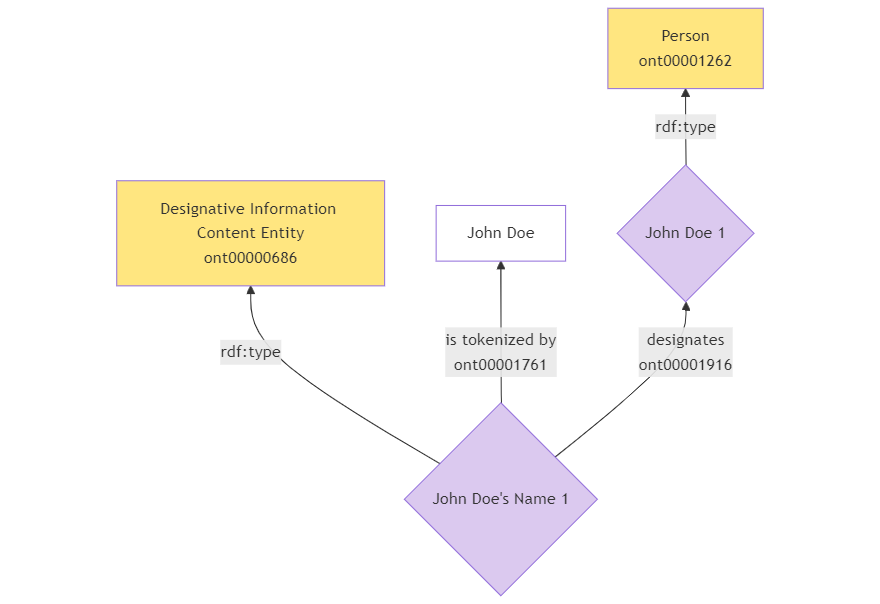 Person
ont00001262
rdf:type
Designative Information
Content Entity
ont00000686
John Doe
John Doe 1
rdf:type
is tokenized by
ont00001761
designates
ont00001916
John Doe's Name 1